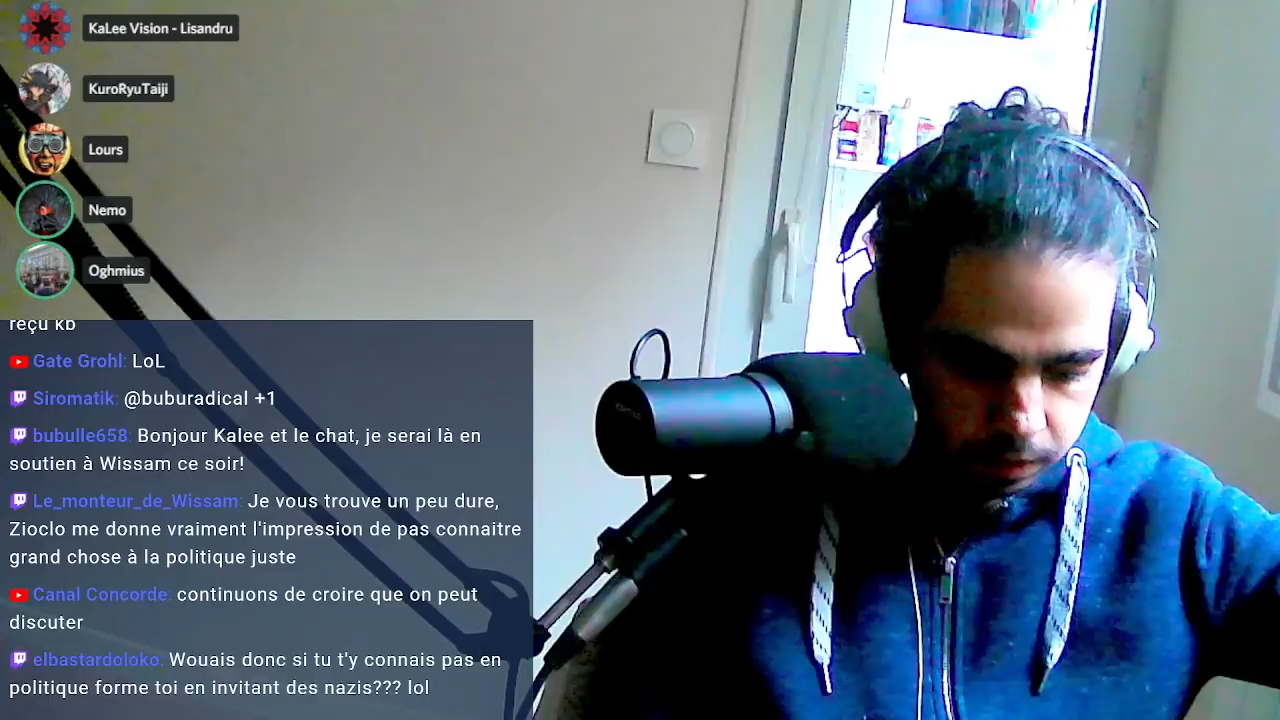 KaLee Vision - Lisandru
KuroRyuTaiji
Lours
Nemo
Oghmius
reçu kb
Gate Grohl: LoL
Siromatik: @buburadical +1
bubulle658: Bonjour Kalee et le chat, je serai là en
soutien à Wissam ce soir!
Le_monteur_de_Wissam: Je vous trouve un peu dure,
Zioclo me donne vraiment l'impression de pas connaitre
grand chose à la politique juste
Canal Concorde: continuons de croire que on peut
discuter
elbastardoloko: Wouais donc si tu t'y connais pas en
politique forme toi en invitant des nazis??? lol